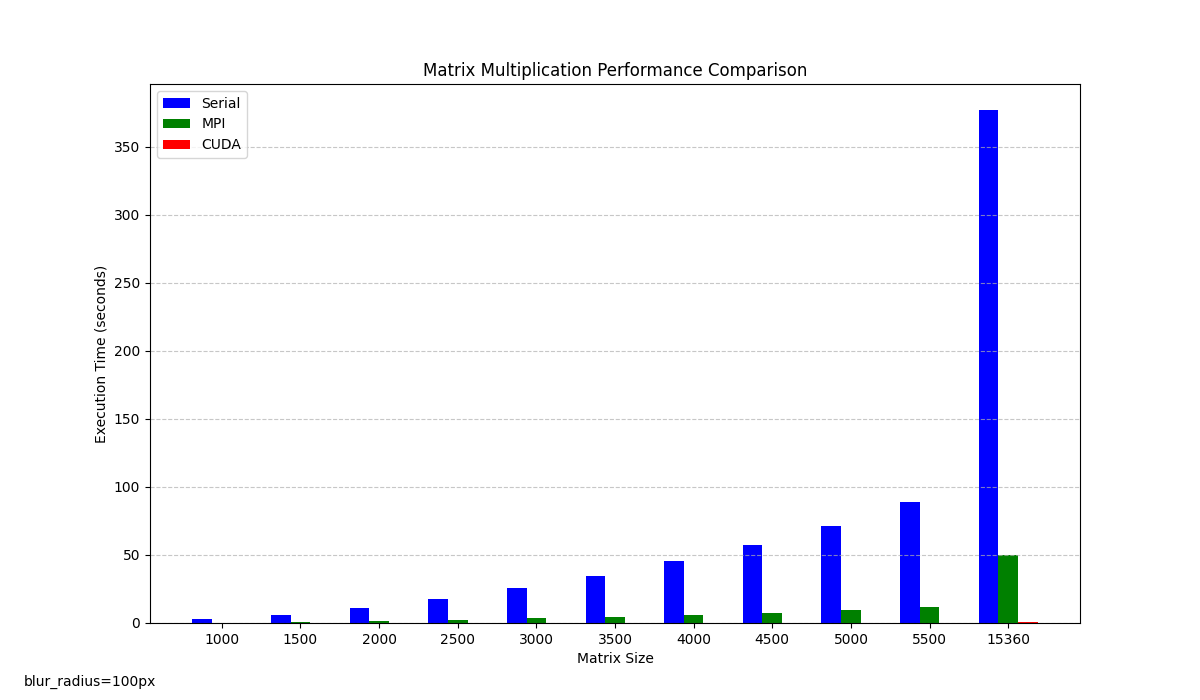 Matrix Multiplication Performance Comparison
Serial
MPI
CUDA
Execution Time (seconds)
350
300
250
200
150
100
50
0
1000 1500 2000 2500 3000 3500 4000 4500 5000 5500 15360
Matrix Size
blur_radius=100px